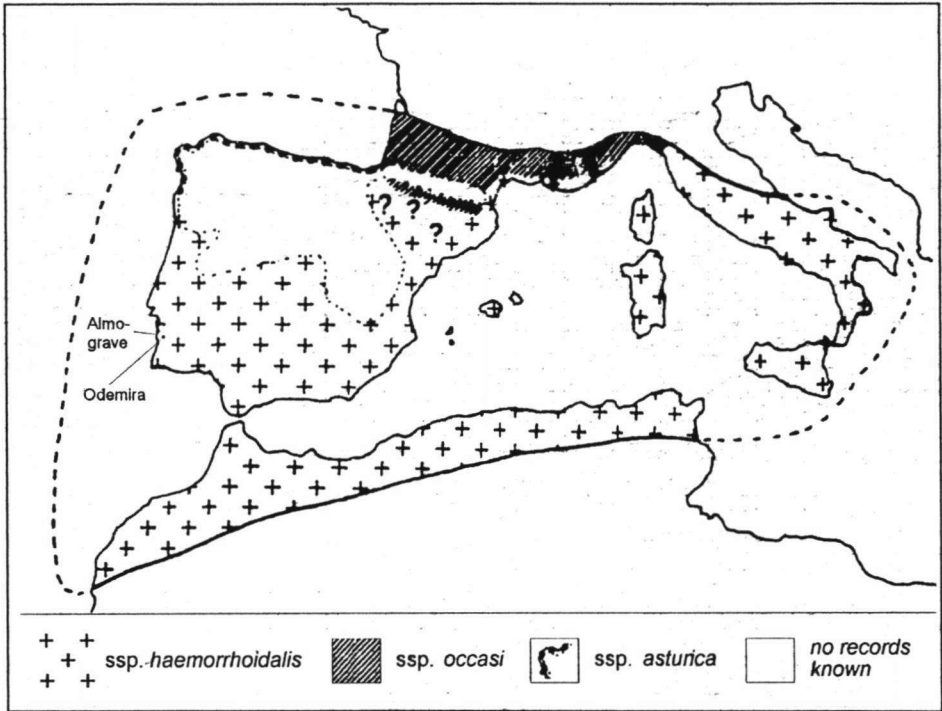 ? ? ?
Almo-
grave
Odemira
ssp. haemorrhoidalis
ssp. occasi
ssp. asturica
no records
known